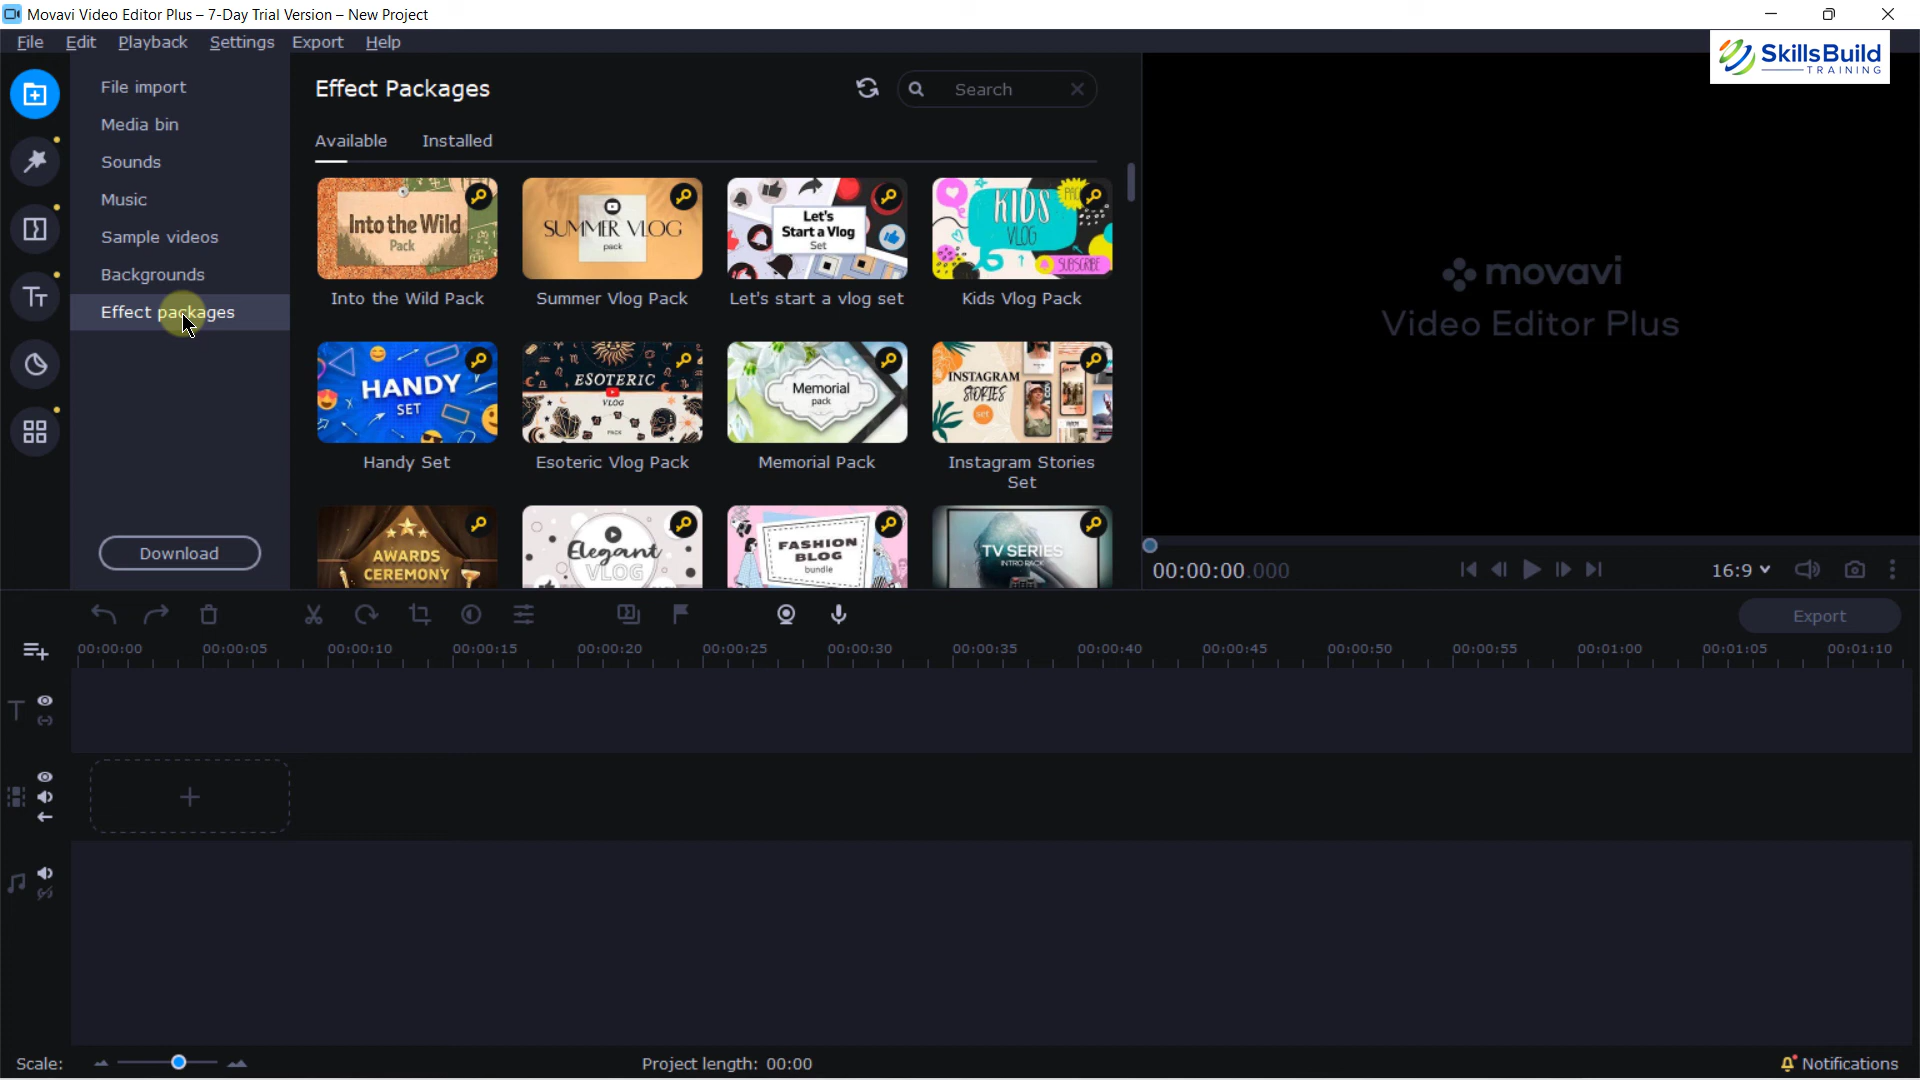 Movavi Video Editor Plus – 7-Day Trial Version – New Project
File Edit Playback Settings Export Help
SkillsBuild
TRAINING
File import
Media bin
Sounds
Music
Sample videos
Backgrounds
Effect packages
Download
Effect Packages
Search
Available Installed
Into the Wild
Pack
SUMMER VLOG
pack
Let's
Start a Vlog
Set
KIDS
VLOG
SUBSCRIBE
Into the Wild Pack
Summer Vlog Pack
Let's start a vlog set
Kids Vlog Pack
HANDY
SET
ESOTERIC
VLOG
PACK
Memorial
pack
INSTAGRAM
STORIES
set
Handy Set
Esoteric Vlog Pack
Memorial Pack
Instagram Stories
Set
AWARDS
CEREMONY
Elegant
VLOG
FASHION
BLOG
bundle
TV SERIES
INTRO PACK
movavi
Video Editor Plus
00:00:00.000
16:9
Export
00:00:00 00:00:05 00:00:10 00:00:15 00:00:20 00:00:25 00:00:30 00:00:35 00:00:40 00:00:45 00:00:50 00:00:55 00:01:00 00:01:05 00:01:10
Scale:
Project length: 00:00
Notifications